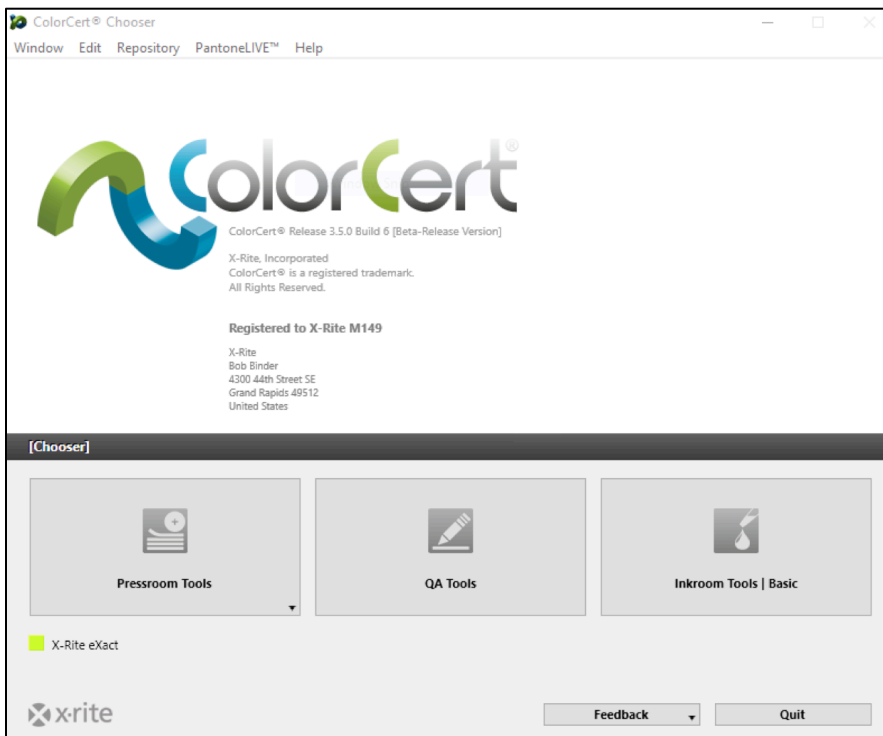 ColorCert® Chooser
Window Edit Repository PantoneLIVE™ Help
ColorCert®
ColorCert® Release 3.5.0 Build 6 [Beta-Release Version]
X-Rite, Incorporated
ColorCert® is a registered trademark.
All Rights Reserved.
Registered to X-Rite M149
X-Rite
Bob Binder
4300 44th Street SE
Grand Rapids 49512
United States
[Chooser]
Pressroom Tools
QA Tools
Inkroom Tools | Basic
X-Rite eXact
x·rite
Feedback
Quit